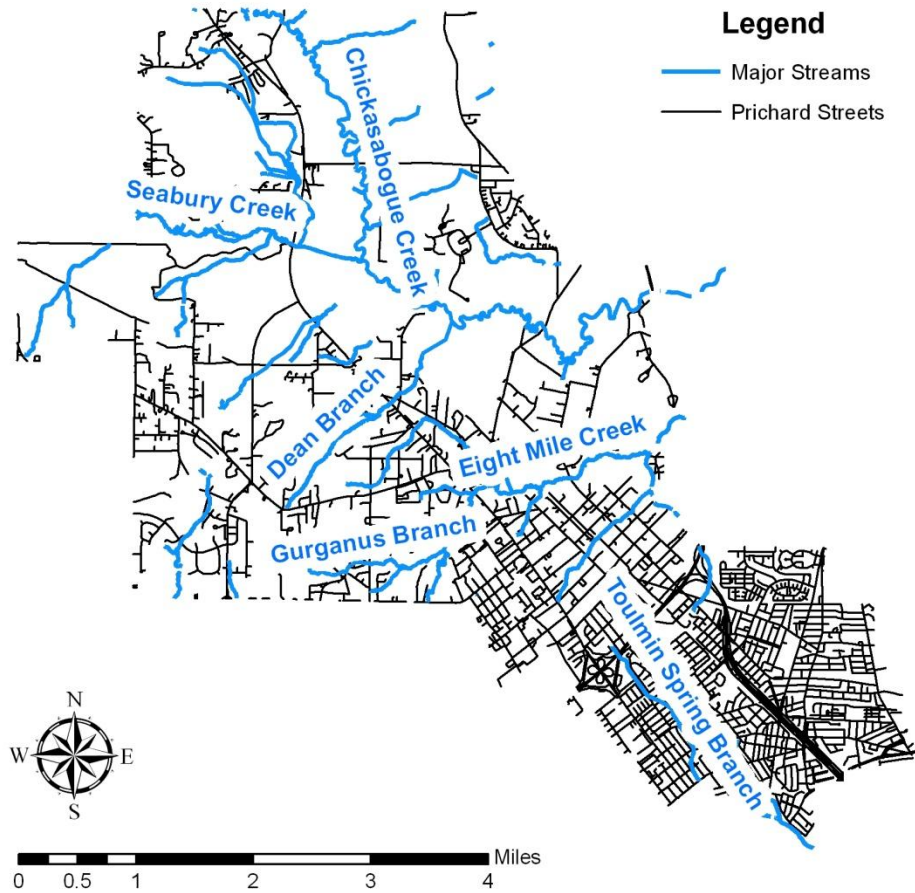 Legend
Major Streams
Prichard Streets
Chickasabogue Creek
Seabury Creek
Dean Branch
Eight Mile Creek
Gurganus Branch
Toulmin Spring Branch
N
W E
S
Miles
0 0.5 1 2 3 4